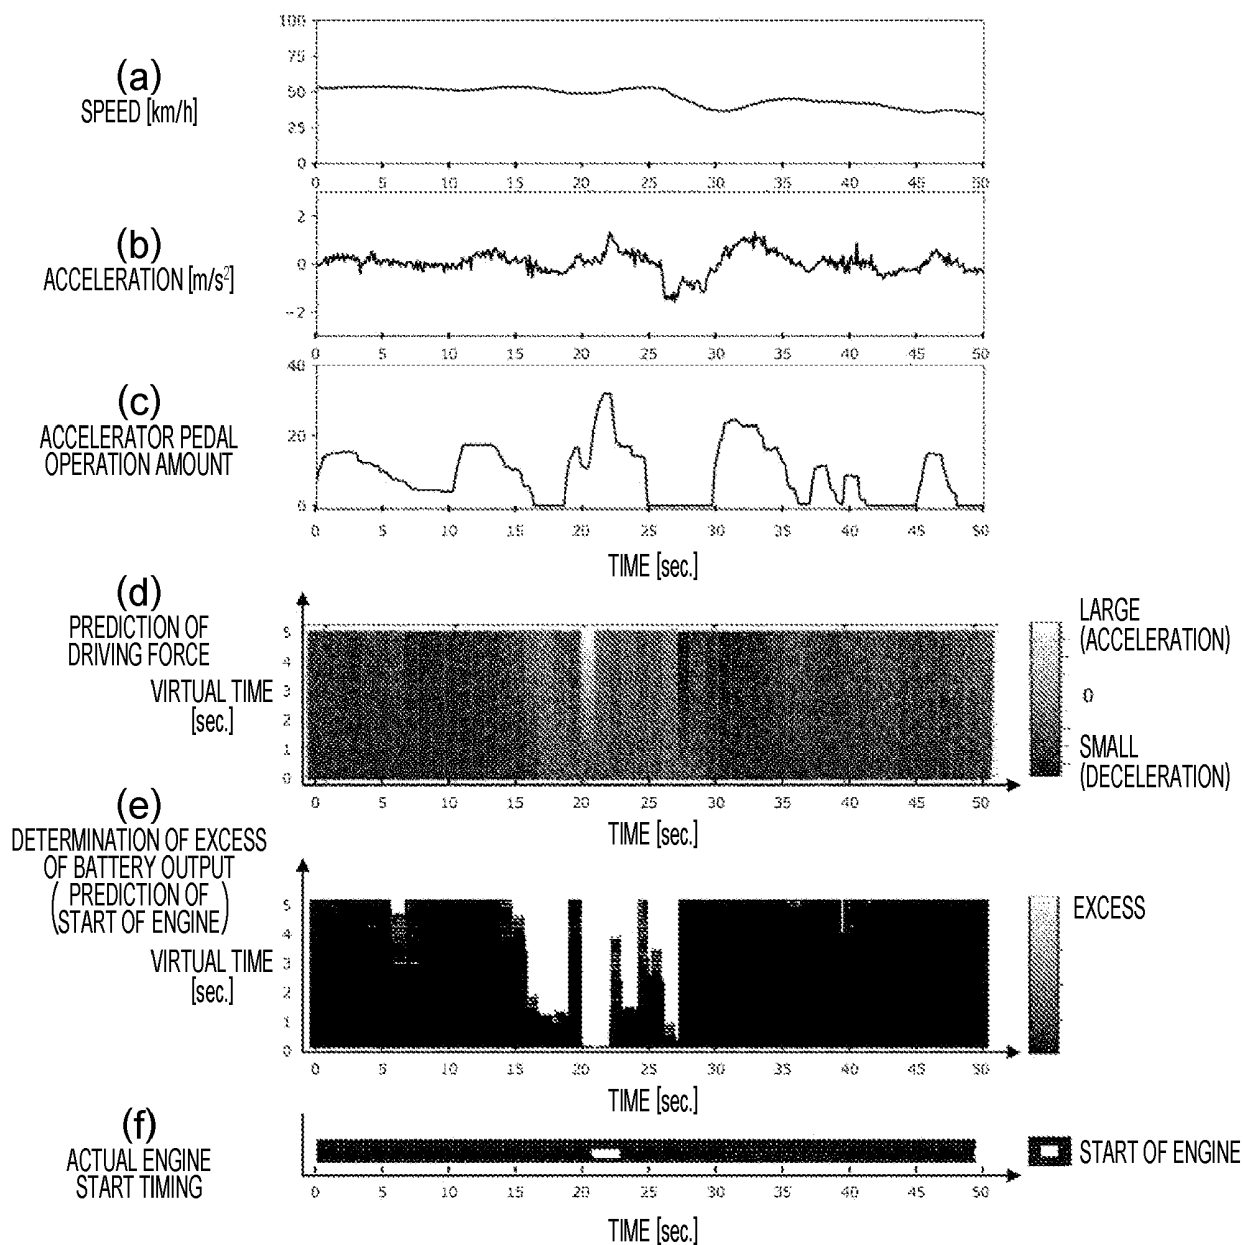 (a)
SPEED [km/h]
100
75
50
25
0
0 5 10 15 20 25 30 35 40 45 50
(b)
ACCELERATION [m/s²]
2
0
-2
0 5 10 15 20 25 30 35 40 45 50
(c)
ACCELERATOR PEDAL
OPERATION AMOUNT
40
20
0
0 5 10 15 20 25 30 35 40 45 50
TIME [sec.]
(d)
PREDICTION OF
DRIVING FORCE
VIRTUAL TIME
[sec.]
5
4
3
2
1
0
0 5 10 15 20 25 30 35 40 45 50
TIME [sec.]
LARGE
(ACCELERATION)
0
SMALL
(DECELERATION)
(e)
DETERMINATION OF EXCESS
OF BATTERY OUTPUT
(PREDICTION OF
START OF ENGINE)
VIRTUAL TIME
[sec.]
5
4
3
2
1
0
0 5 10 15 20 25 30 35 40 45 50
TIME [sec.]
EXCESS
(f)
ACTUAL ENGINE
START TIMING
0 5 10 15 20 25 30 35 40 45 50
TIME [sec.]
START OF ENGINE